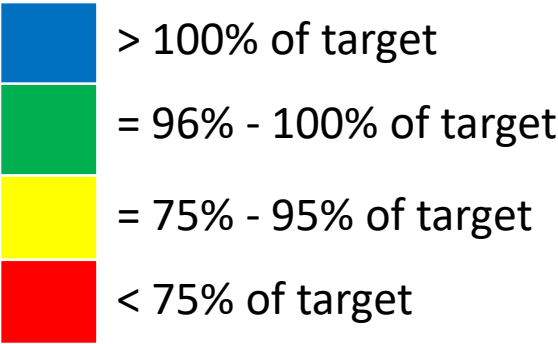 > 100% of target
= 96% - 100% of target
= 75% - 95% of target
< 75% of target